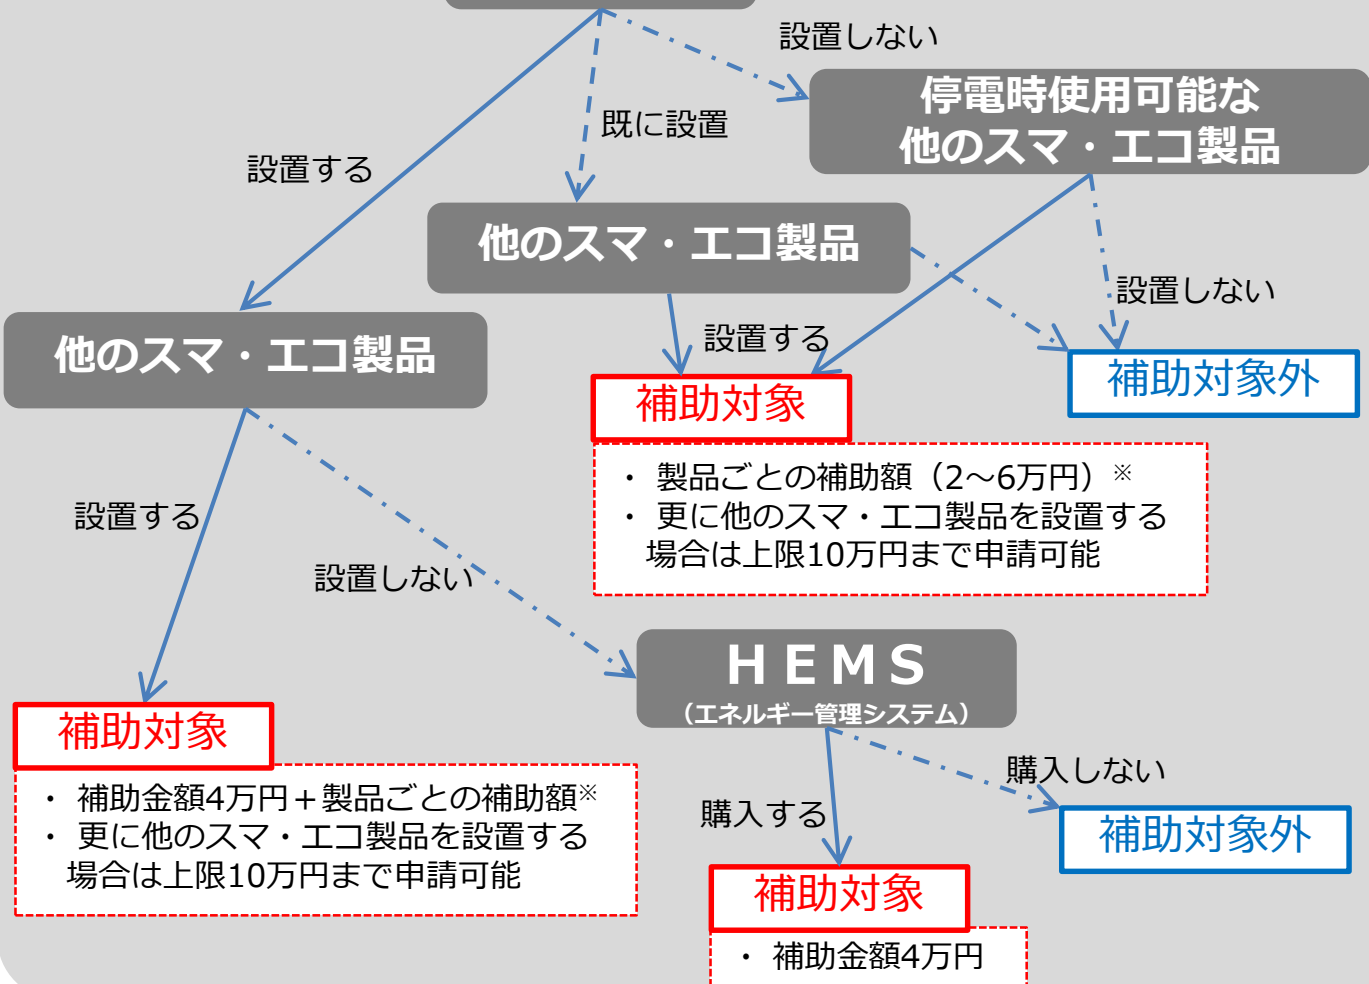 設置しない
停電時使用可能な
他のスマ・エコ製品
既に設置
設置する
他のスマ・エコ製品
設置しない
設置する
他のスマ・エコ製品
補助対象外
補助対象
・ 製品ごとの補助額（2～6万円）※
・ 更に他のスマ・エコ製品を設置する
場合は上限10万円まで申請可能
設置する
設置しない
ＨＥＭＳ
（エネルギー管理システム）
補助対象
・ 補助金額4万円＋製品ごとの補助額※
・ 更に他のスマ・エコ製品を設置する
場合は上限10万円まで申請可能
購入しない
購入する
補助対象外
補助対象
・ 補助金額4万円